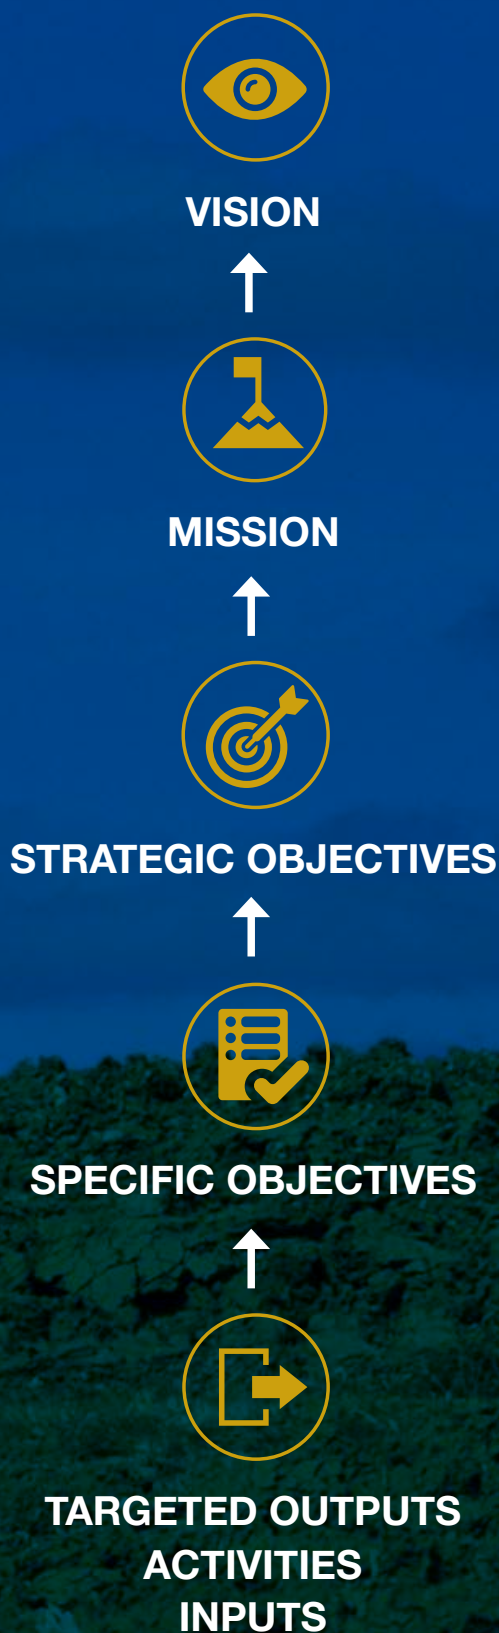 VISION
MISSION
STRATEGIC OBJECTIVES
SPECIFIC OBJECTIVES
TARGETED OUTPUTS
ACTIVITIES
INPUTS